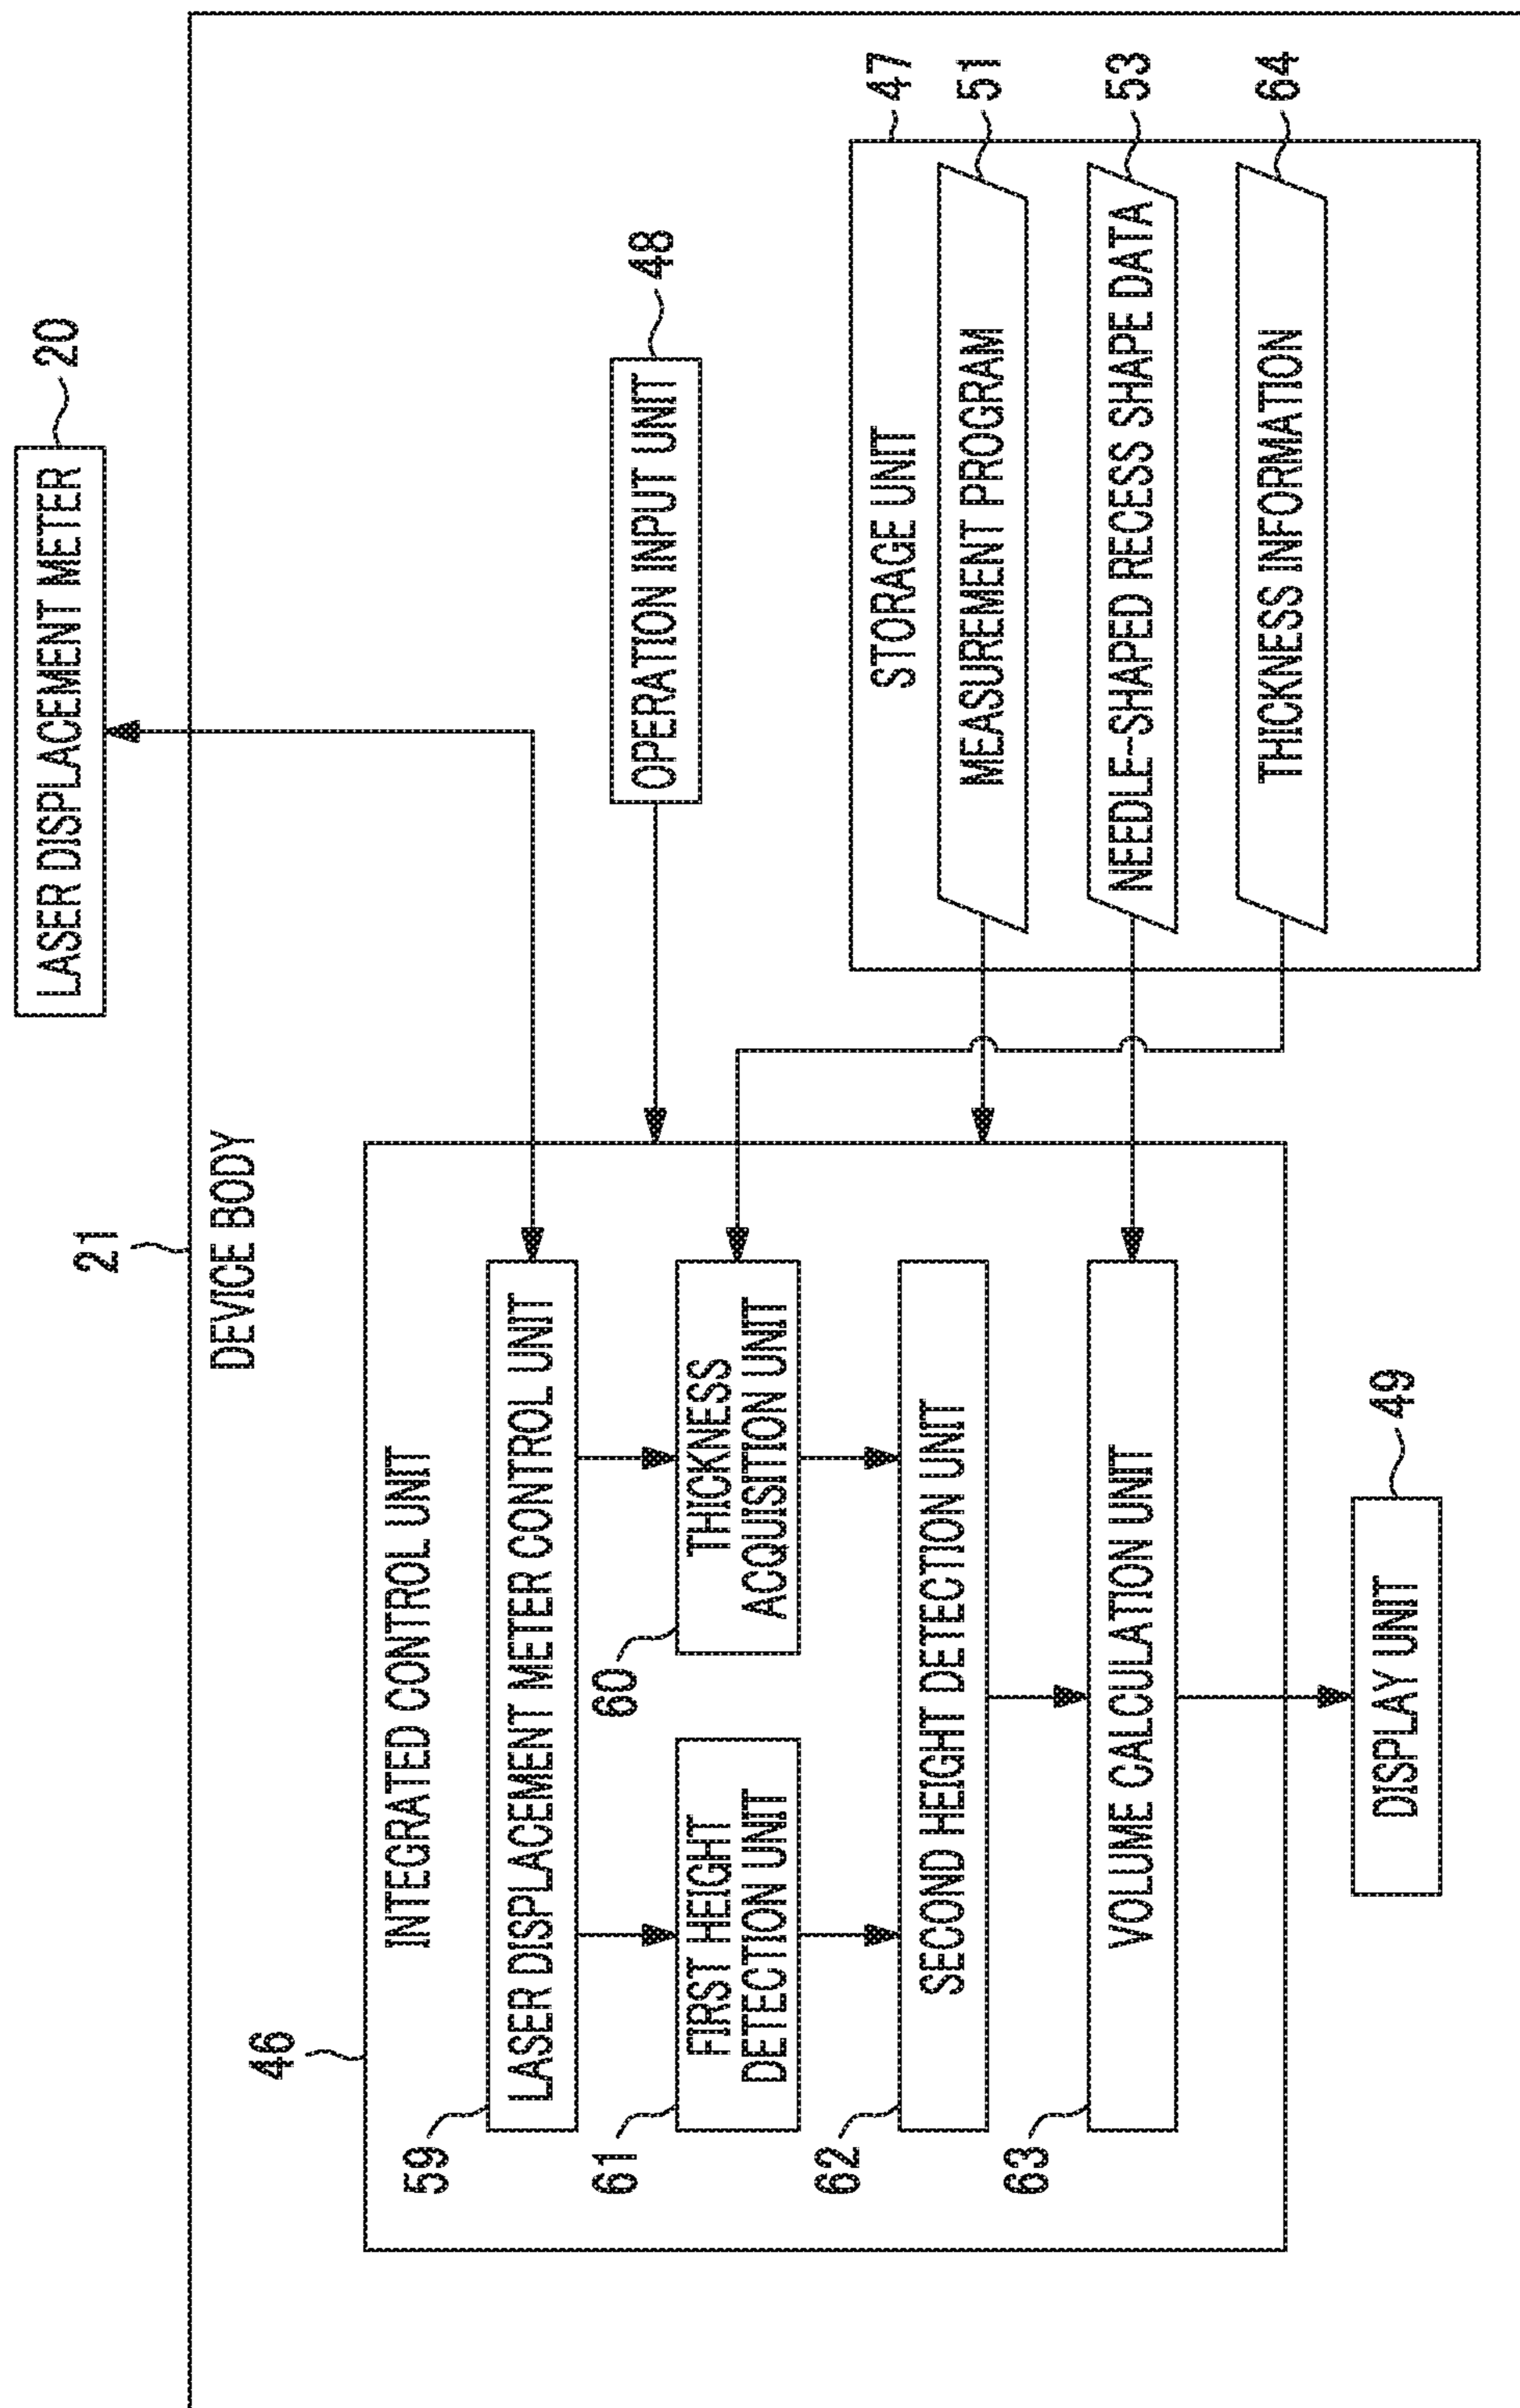 20
LASER DISPLACEMENT METER
21
DEVICE BODY
46
INTEGRATED CONTROL UNIT
59
LASER DISPLACEMENT METER CONTROL UNIT
61
FIRST HEIGHT
DETECTION UNIT
60
THICKNESS
ACQUISITION UNIT
62
SECOND HEIGHT DETECTION UNIT
63
VOLUME CALCULATION UNIT
49
DISPLAY UNIT
48
OPERATION INPUT UNIT
47
STORAGE UNIT
51
MEASUREMENT PROGRAM
53
NEEDLE-SHAPED RECESS SHAPE DATA
64
THICKNESS INFORMATION